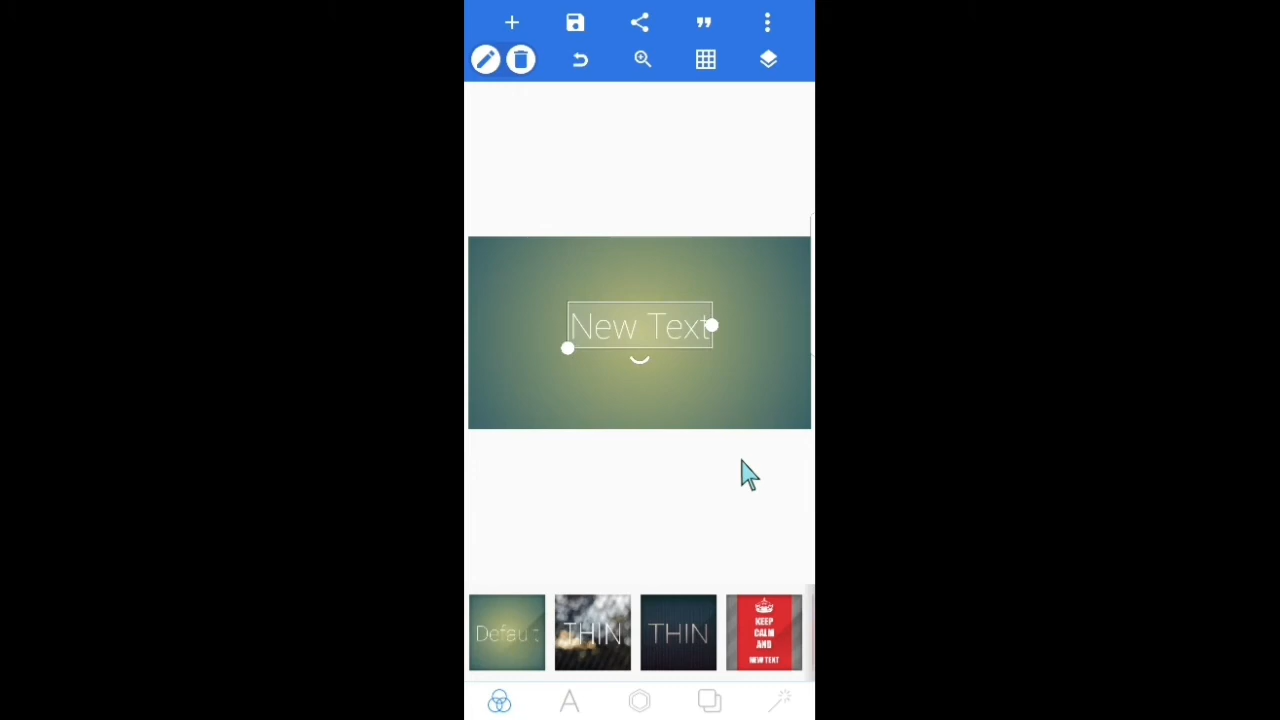 New Text
Default
THIN
THIN
KEEP
CALM
AND
NEW TEXT